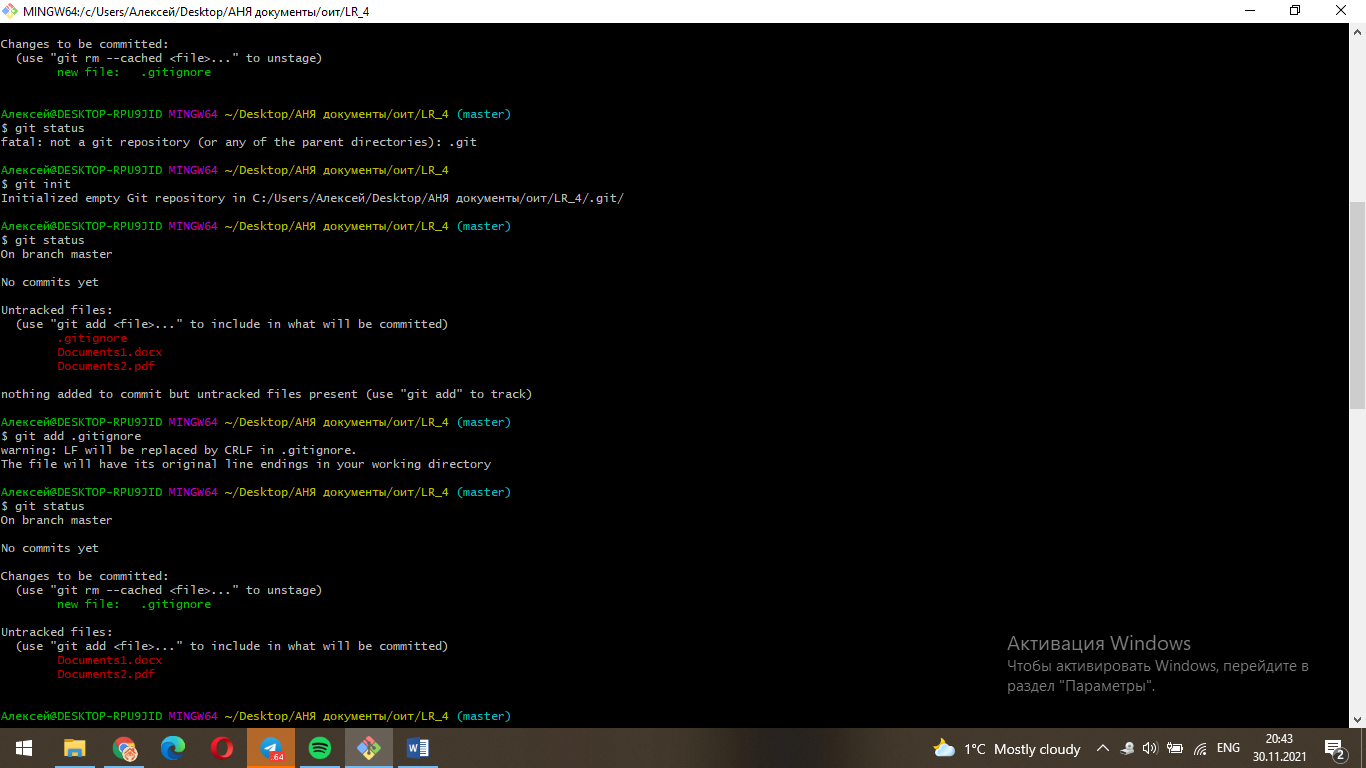 MINGW64:/c/Users/Алексей/Desktop/АНЯ документы/оит/LR_4
Changes to be committed:
  (use "git rm --cached <file>..." to unstage)
        new file:   .gitignore
Алексей@DESKTOP-RPU9JID MINGW64 ~/Desktop/АНЯ документы/оит/LR_4 (master)
$ git status
fatal: not a git repository (or any of the parent directories): .git
Алексей@DESKTOP-RPU9JID MINGW64 ~/Desktop/АНЯ документы/оит/LR_4
$ git init
Initialized empty Git repository in C:/Users/Алексей/Desktop/АНЯ документы/оит/LR_4/.git/
Алексей@DESKTOP-RPU9JID MINGW64 ~/Desktop/АНЯ документы/оит/LR_4 (master)
$ git status
On branch master
No commits yet
Untracked files:
  (use "git add <file>..." to include in what will be committed)
        .gitignore
        Documents1.docx
        Documents2.pdf
nothing added to commit but untracked files present (use "git add" to track)
Алексей@DESKTOP-RPU9JID MINGW64 ~/Desktop/АНЯ документы/оит/LR_4 (master)
$ git add .gitignore
warning: LF will be replaced by CRLF in .gitignore.
The file will have its original line endings in your working directory
Алексей@DESKTOP-RPU9JID MINGW64 ~/Desktop/АНЯ документы/оит/LR_4 (master)
$ git status
On branch master
No commits yet
Changes to be committed:
  (use "git rm --cached <file>..." to unstage)
        new file:   .gitignore
Untracked files:
  (use "git add <file>..." to include in what will be committed)
        Documents1.docx
        Documents2.pdf
Алексей@DESKTOP-RPU9JID MINGW64 ~/Desktop/АНЯ документы/оит/LR_4 (master)
Активация Windows
Чтобы активировать Windows, перейдите в
раздел "Параметры".
.64
1°C Mostly cloudy
ENG
20:43
30.11.2021
2